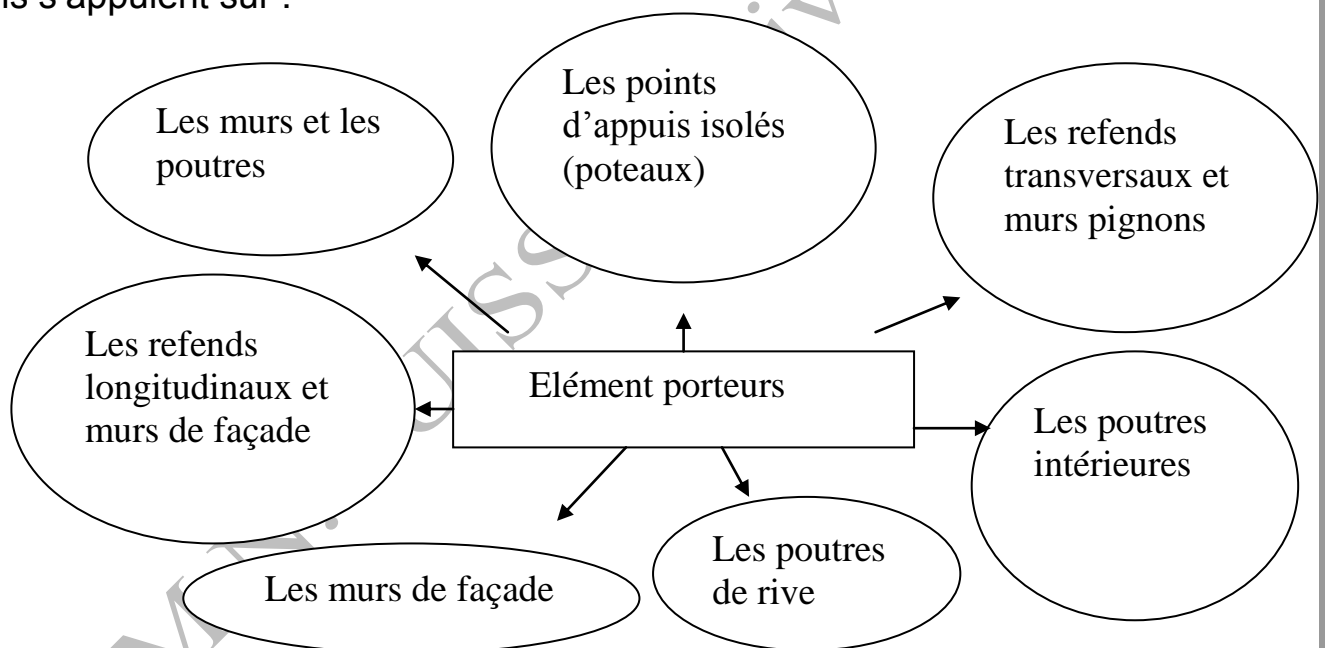 s'appuient sur :
Les points
d'appuis isolés
(poteaux)
Les murs et les
poutres
Les refends
transversaux et
murs pignons
Les refends
longitudinaux et
murs de façade
Elément porteurs
Les poutres
intérieures
Les murs de façade
Les poutres
de rive